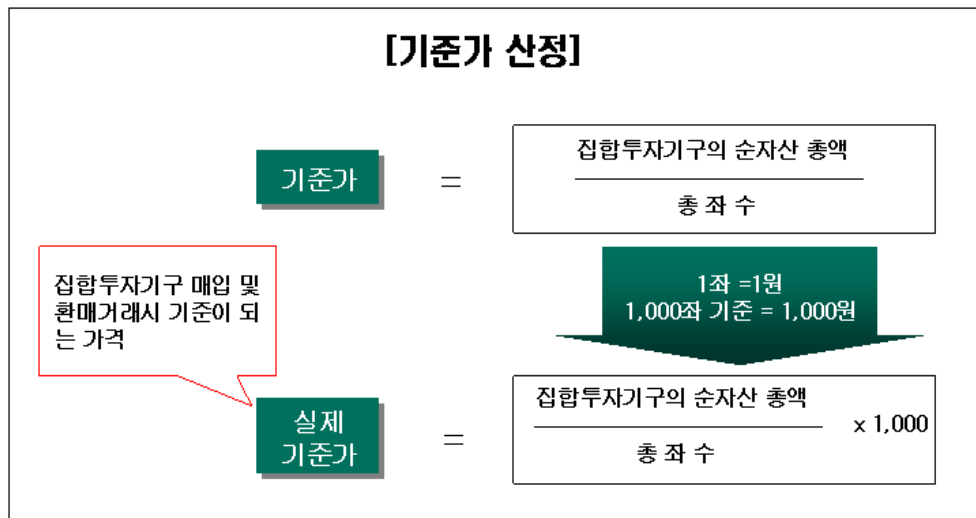 [기준가 산정]
기준가
=
집합투자기구의 순자산 총액
총 좌 수
집합투자기구 매입 및
환매거래시 기준이 되
는 가격
1좌 =1원
1,000좌 기준 = 1,000원
실제
기준가
=
집합투자기구의 순자산 총액
총 좌 수
x 1,000